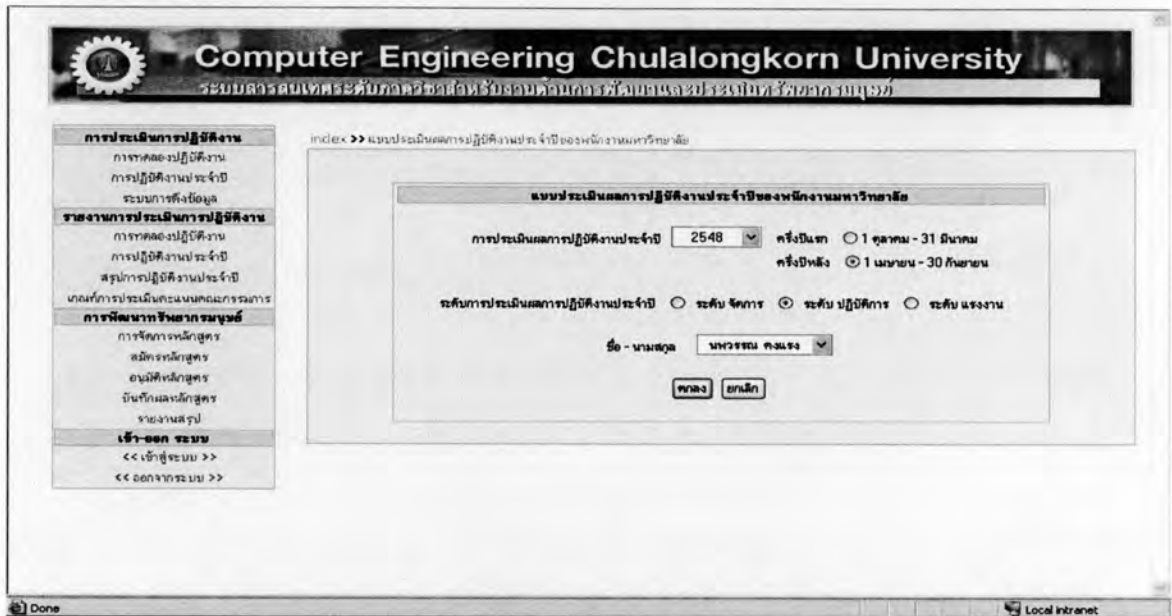 Computer Engineering Chulalongkorn University
ระบบสารสนเทศระดับภาควิชาสำหรับงานด้านการพัฒนาและประเมินทรัพยากรมนุษย์
การประเมินการปฏิบัติงาน
การทดลองปฏิบัติงาน
การปฏิบัติงานประจำปี
ระบบการดึงข้อมูล
รายงานการประเมินการปฏิบัติงาน
การทดลองปฏิบัติงาน
การปฏิบัติงานประจำปี
สรุปการปฏิบัติงานประจำปี
เกณฑ์การประเมินคะแนนคณะกรรมการ
การพัฒนาทรัพยากรมนุษย์
การจัดการหลักสูตร
สมัครหลักสูตร
อนุมัติหลักสูตร
บันทึกผลหลักสูตร
รายงานสรุป
เข้า-ออก ระบบ
<< เข้าสู่ระบบ >>
<< ออกจากระบบ >>
index >> แบบประเมินผลการปฏิบัติงานประจำปีของพนักงานมหาวิทยาลัย
แบบประเมินผลการปฏิบัติงานประจำปีของพนักงานมหาวิทยาลัย
การประเมินผลการปฏิบัติงานประจำปี 2548 ครึ่งปีแรก 1 ตุลาคม - 31 มีนาคม
ครึ่งปีหลัง 1 เมษายน - 30 กันยายน
ระดับการประเมินผลการปฏิบัติงานประจำปี ระดับ จัดการ ระดับ ปฏิบัติการ ระดับ แรงงาน
ชื่อ - นามสกุล นพวรรณ คงแรง
ตกลง ยกเลิก
Done Local intranet